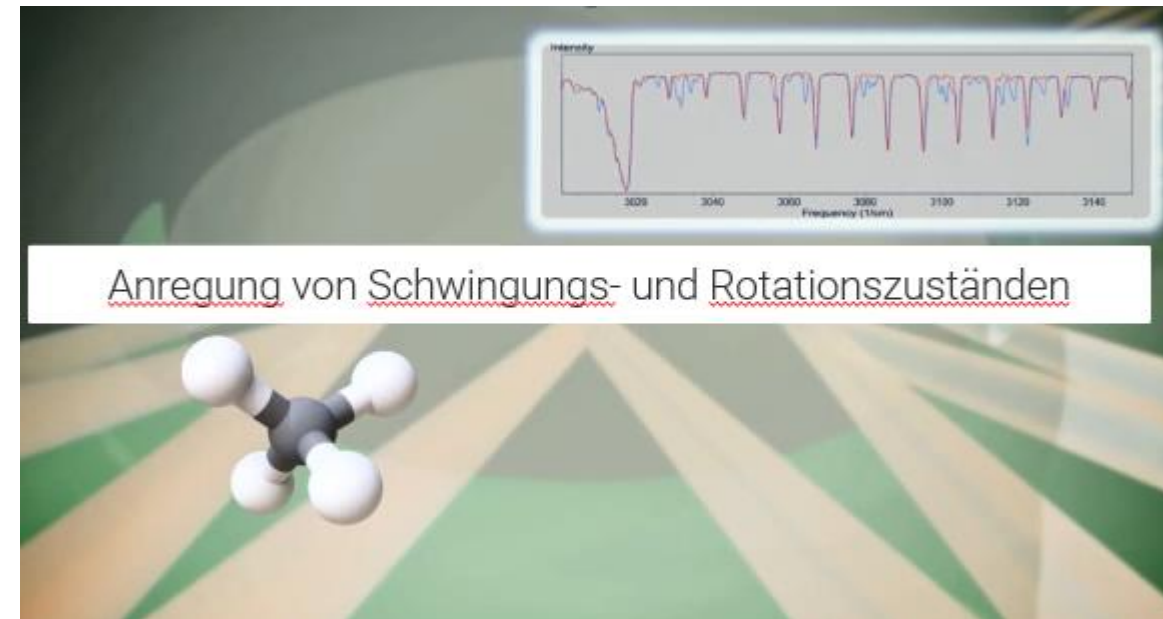 Intensity
3020 3040 3060 3080 3100 3120 3140
Frequency (1/cm)
Anregung von Schwingungs- und Rotationszuständen